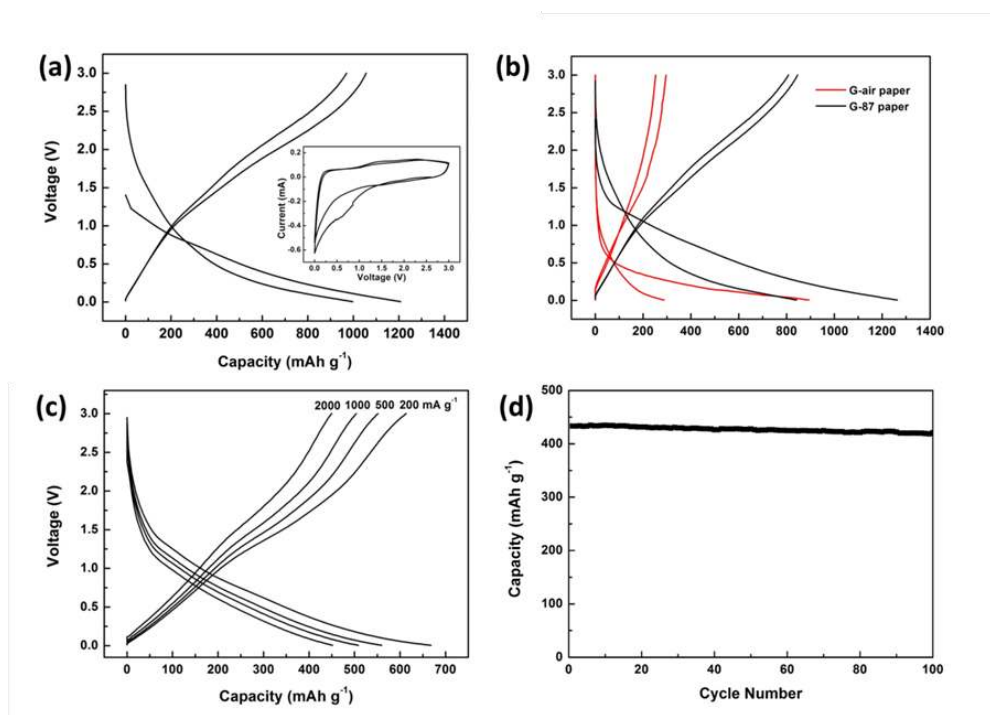 (a)
3.0
2.5
2.0
1.5
1.0
0.5
0.0
Voltage (V)
0 200 400 600 800 1000 1200 1400
Capacity (mAh g⁻¹)
0.2
0.0
-0.2
-0.4
-0.6
Current (mA)
0.0 0.5 1.0 1.5 2.0 2.5 3.0
Voltage (V)
(b)
3.0
2.5
2.0
1.5
1.0
0.5
0.0
G-air paper
G-87 paper
0 200 400 600 800 1000 1200 1400
(c)
3.0
2.5
2.0
1.5
1.0
0.5
0.0
Voltage (V)
2000 1000 500 200 mA g⁻¹
0 100 200 300 400 500 600 700
Capacity (mAh g⁻¹)
(d)
500
400
300
200
100
0
Capacity (mAh g⁻¹)
0 20 40 60 80 100
Cycle Number